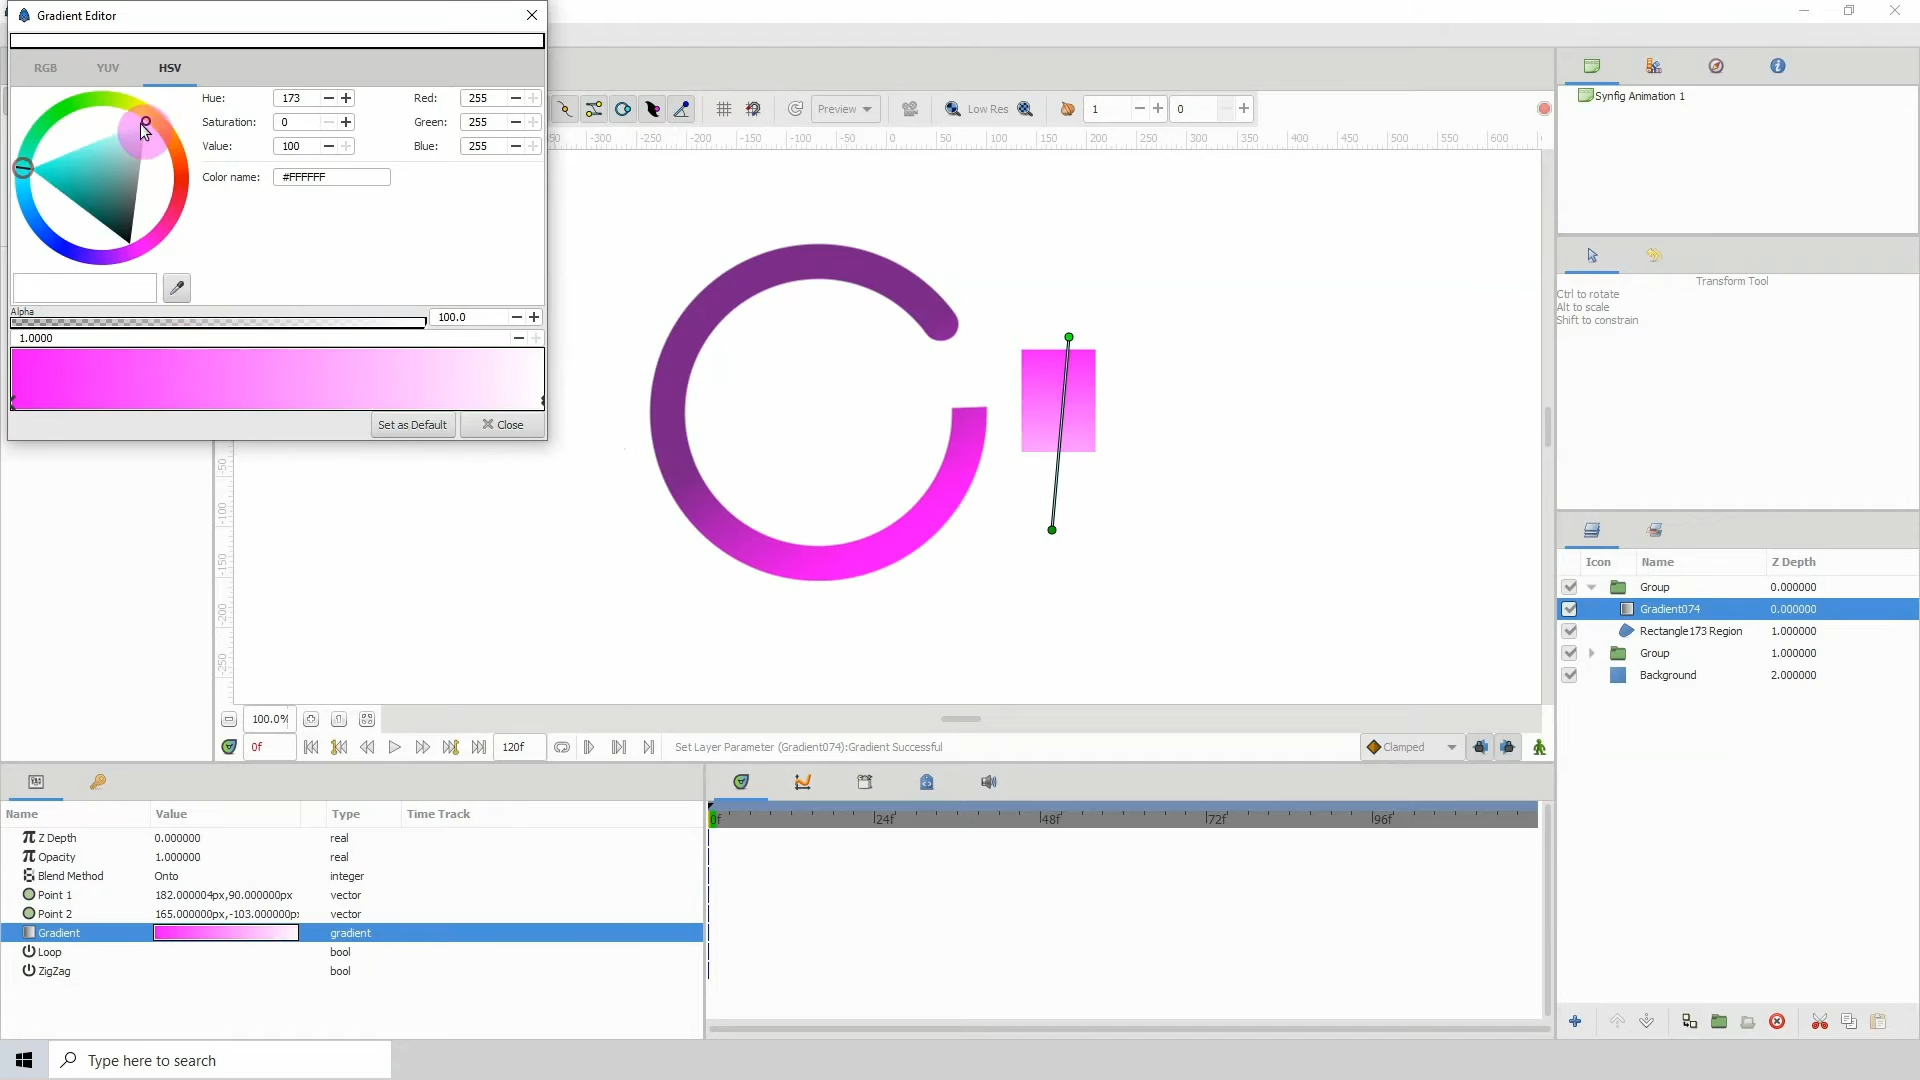 Gradient Editor
RGB YUV HSV
Hue: 173 Red: 255
Saturation: 0 Green: 255
Value: 100 Blue: 255
Color name: #FFFFFF
Alpha
100.0
1.0000
Set as Default Close
Preview Low Res 1 0
-300 -250 -200 -150 -100 -50 0 50 100 150 200 250 300 350 400 450 500 550 600
-50
-100
-150
-200
-250
Synfig Animation 1
Transform Tool
Ctrl to rotate
Alt to scale
Shift to constrain
Icon Name Z Depth
Group 0.000000
Gradient074 0.000000
Rectangle173 Region 1.000000
Group 1.000000
Background 2.000000
100.0%
0f 120f Set Layer Parameter (Gradient074):Gradient Successful Clamped
Name Value Type Time Track
Z Depth 0.000000 real
Opacity 1.000000 real
Blend Method Onto integer
Point 1 182.000004px,90.000000px vector
Point 2 165.000000px,-103.000000px vector
Gradient gradient
Loop bool
ZigZag bool
0f 24f 48f 72f 96f
Type here to search